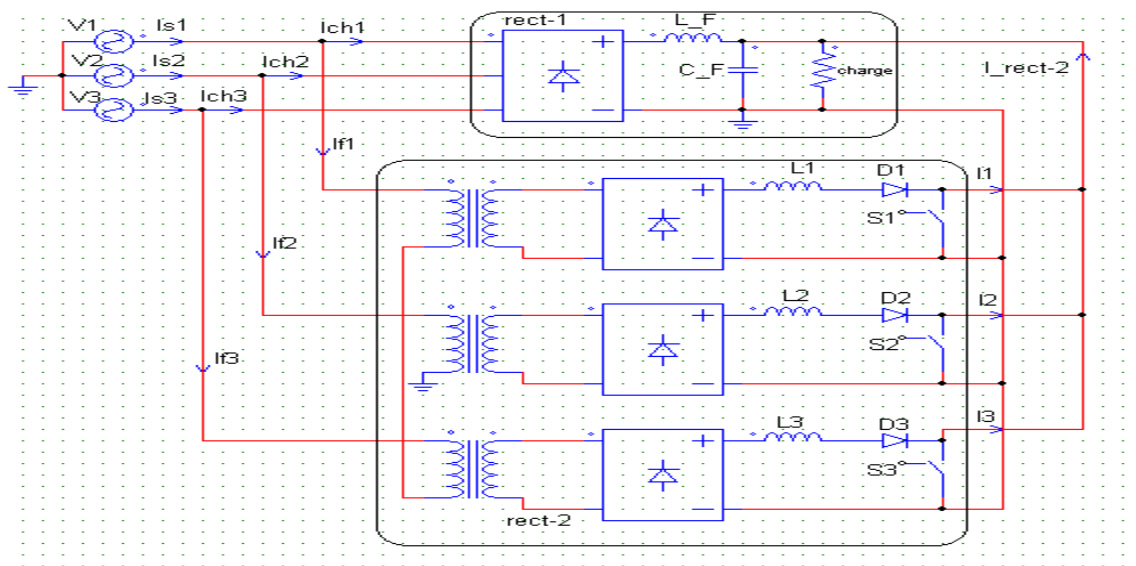 V1 Is1 Ich1 rect-1 L_F
V2 Is2 Ich2 C_F charge I_rect-2
V3 Is3 Ich3
If1 L1 D1 I1
S1
If2 L2 D2 I2
S2
If3 L3 D3 I3
S3
rect-2